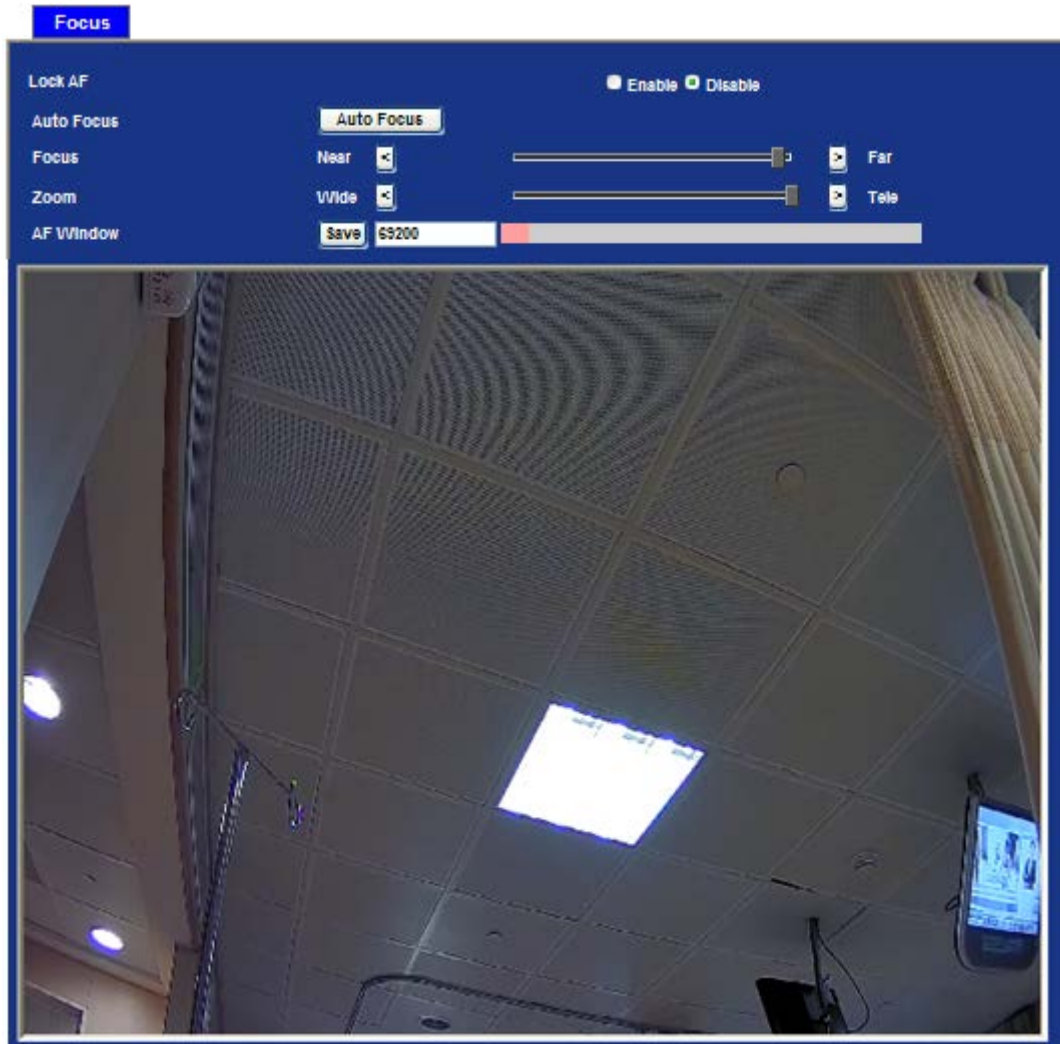 Focus
Lock AF Enable Disable
Auto Focus Auto Focus
Focus Near < > Far
Zoom Wide < > Tele
AF Window Save 69200